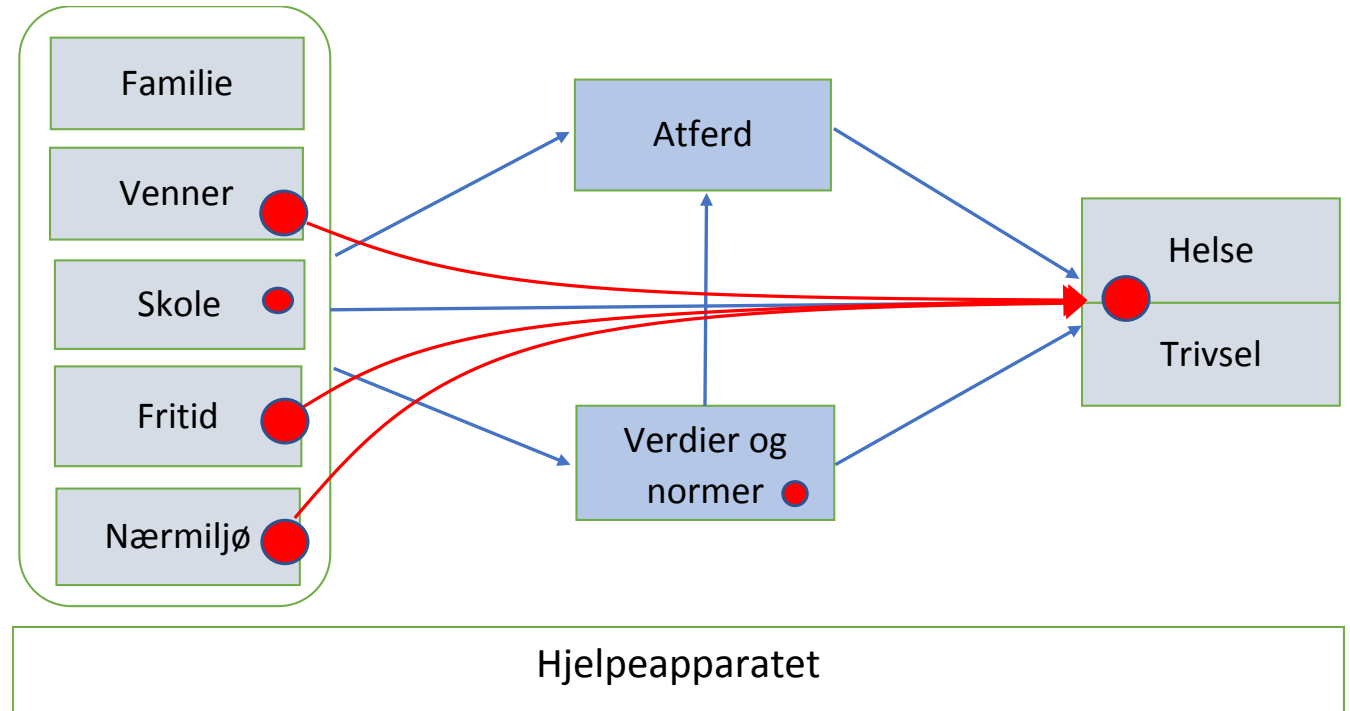 Familie
Venner
Skole
Fritid
Nærmiljø
Atferd
Verdier og
normer
Helse
Trivsel
Hjelpeapparatet